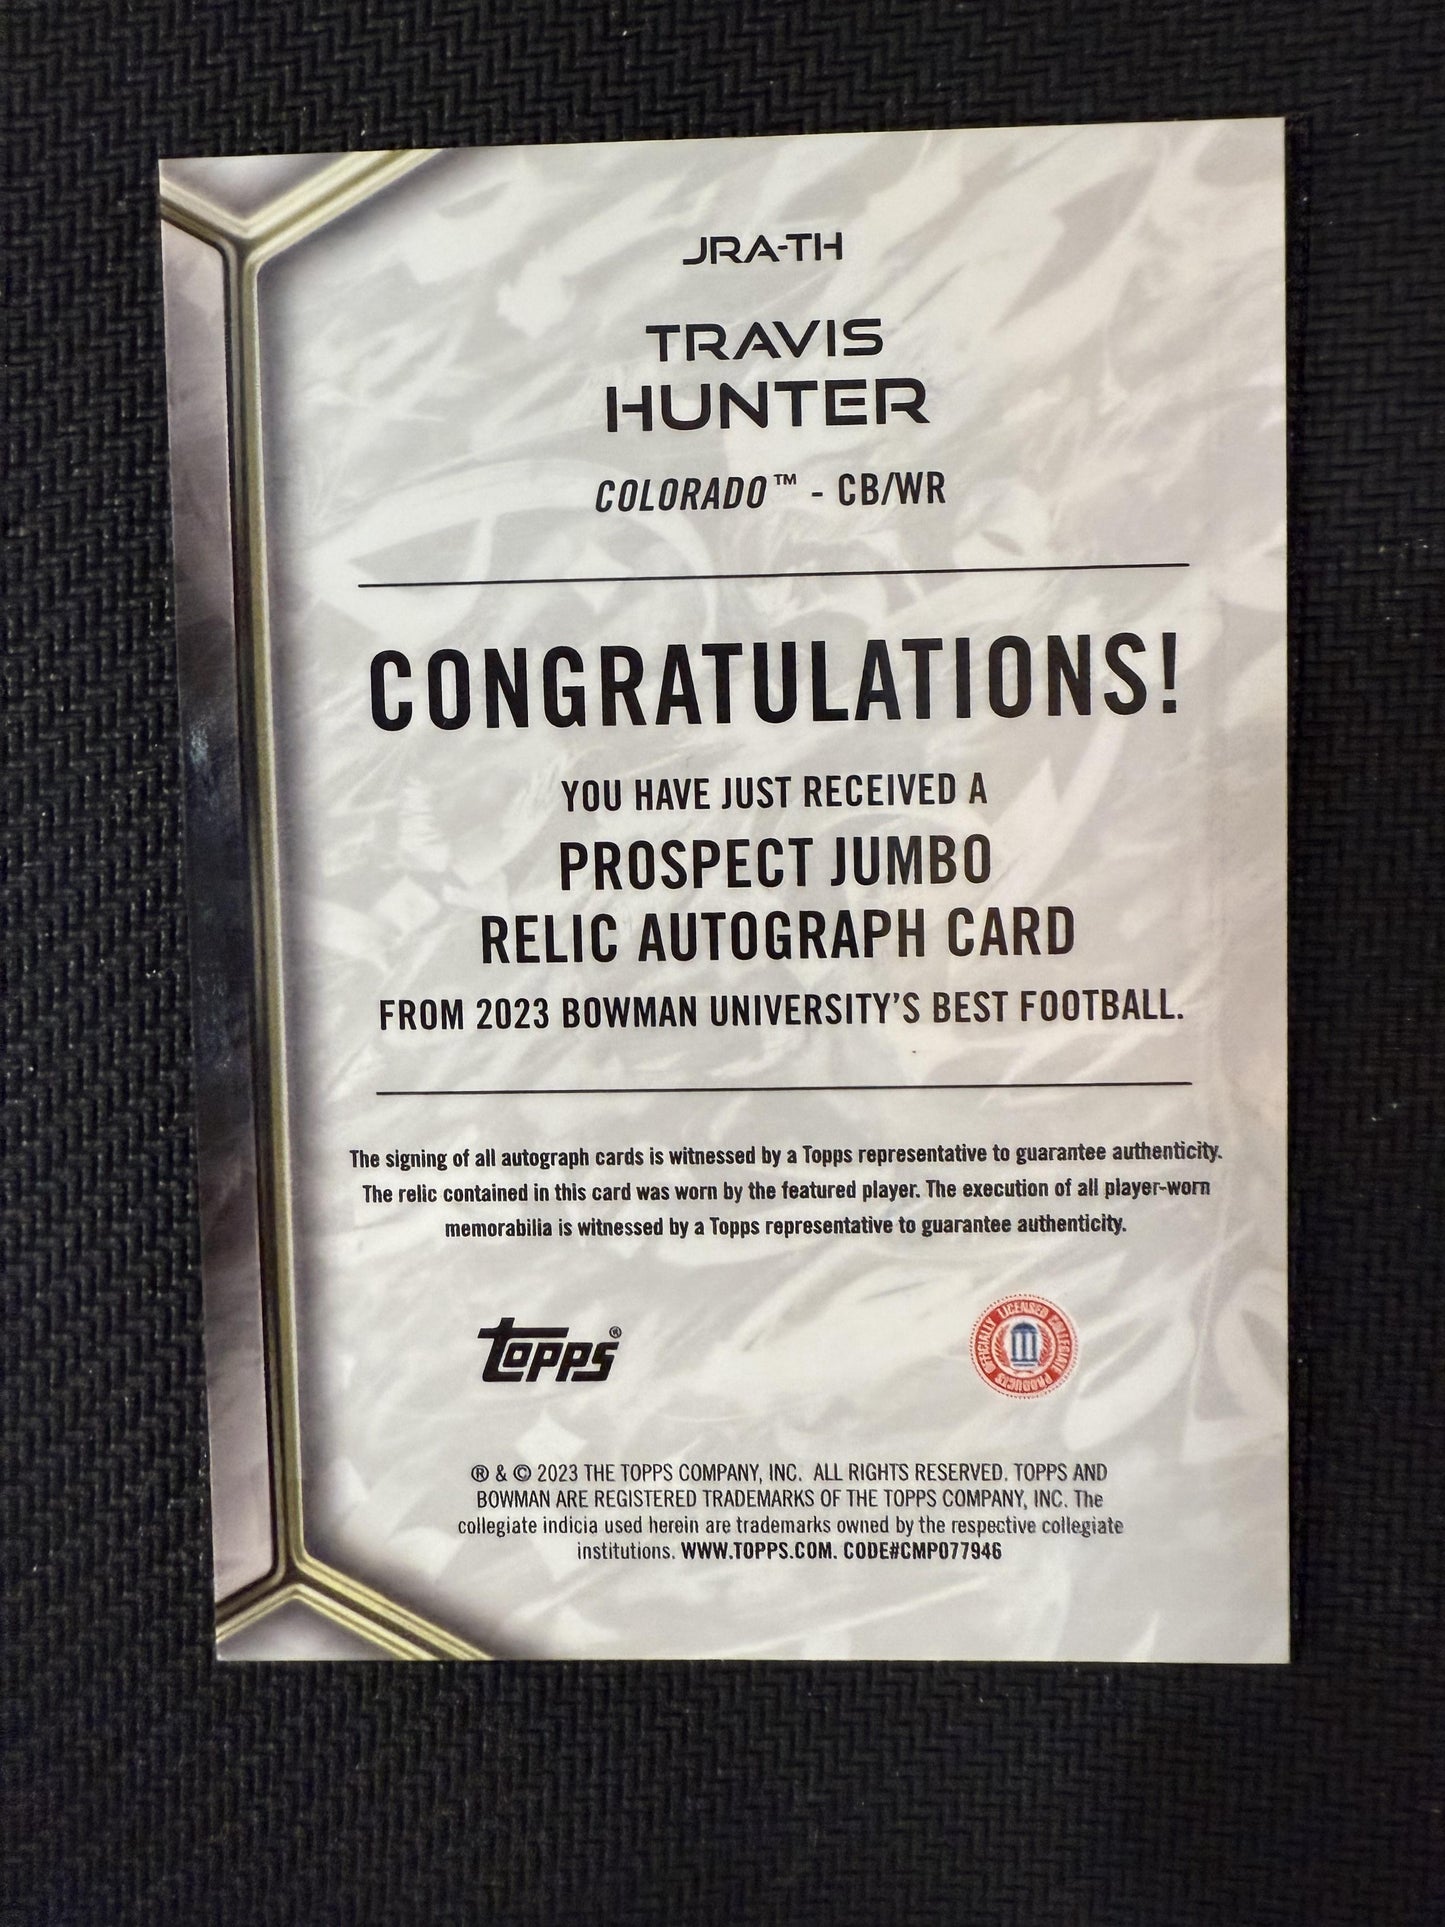 JRA-TH
TRAVIS
HUNTER
COLORADO™ - CB/WR
CONGRATULATIONS!
YOU HAVE JUST RECEIVED A
PROSPECT JUMBO
RELIC AUTOGRAPH CARD
FROM 2023 BOWMAN UNIVERSITY'S BEST FOOTBALL.
The signing of all autograph cards is witnessed by a Topps representative to guarantee authenticity.
The relic contained in this card was worn by the featured player. The execution of all player-worn
memorabilia is witnessed by a Topps representative to guarantee authenticity.
topps®
OFFICIALLY LICENSED COLLEGIATE PRODUCTS
® & © 2023 THE TOPPS COMPANY, INC. ALL RIGHTS RESERVED. TOPPS AND
BOWMAN ARE REGISTERED TRADEMARKS OF THE TOPPS COMPANY, INC. The
collegiate indicia used herein are trademarks owned by the respective collegiate
institutions. WWW.TOPPS.COM. CODE#CMP077946